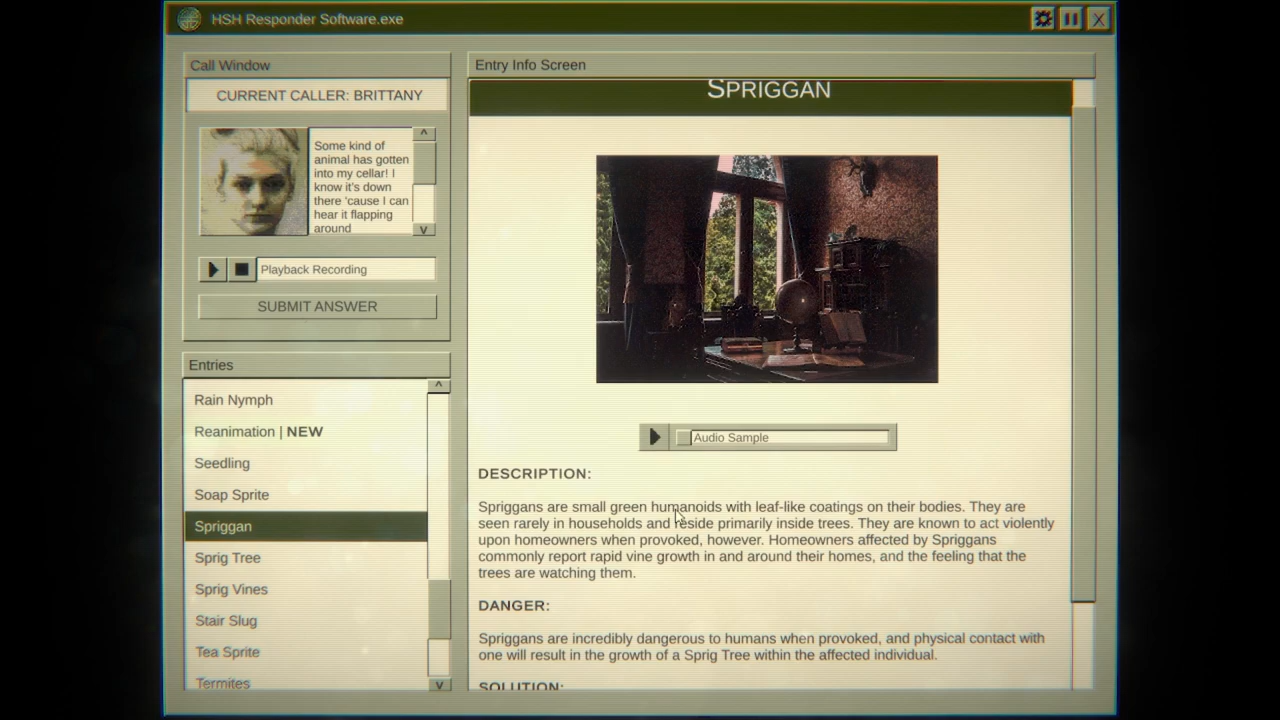 HSH Responder Software.exe
Call Window
CURRENT CALLER: BRITTANY
Some kind of
animal has gotten
into my cellar! I
know it's down
there 'cause I can
hear it flapping
around
Playback Recording
SUBMIT ANSWER
Entries
Rain Nymph
Reanimation | NEW
Seedling
Soap Sprite
Spriggan
Sprig Tree
Sprig Vines
Stair Slug
Tea Sprite
Termites
Entry Info Screen
SPRIGGAN
Audio Sample
DESCRIPTION:
Spriggans are small green humanoids with leaf-like coatings on their bodies. They are
seen rarely in households and reside primarily inside trees. They are known to act violently
upon homeowners when provoked, however. Homeowners affected by Spriggans
commonly report rapid vine growth in and around their homes, and the feeling that the
trees are watching them.
DANGER:
Spriggans are incredibly dangerous to humans when provoked, and physical contact with
one will result in the growth of a Sprig Tree within the affected individual.
SOLUTION: